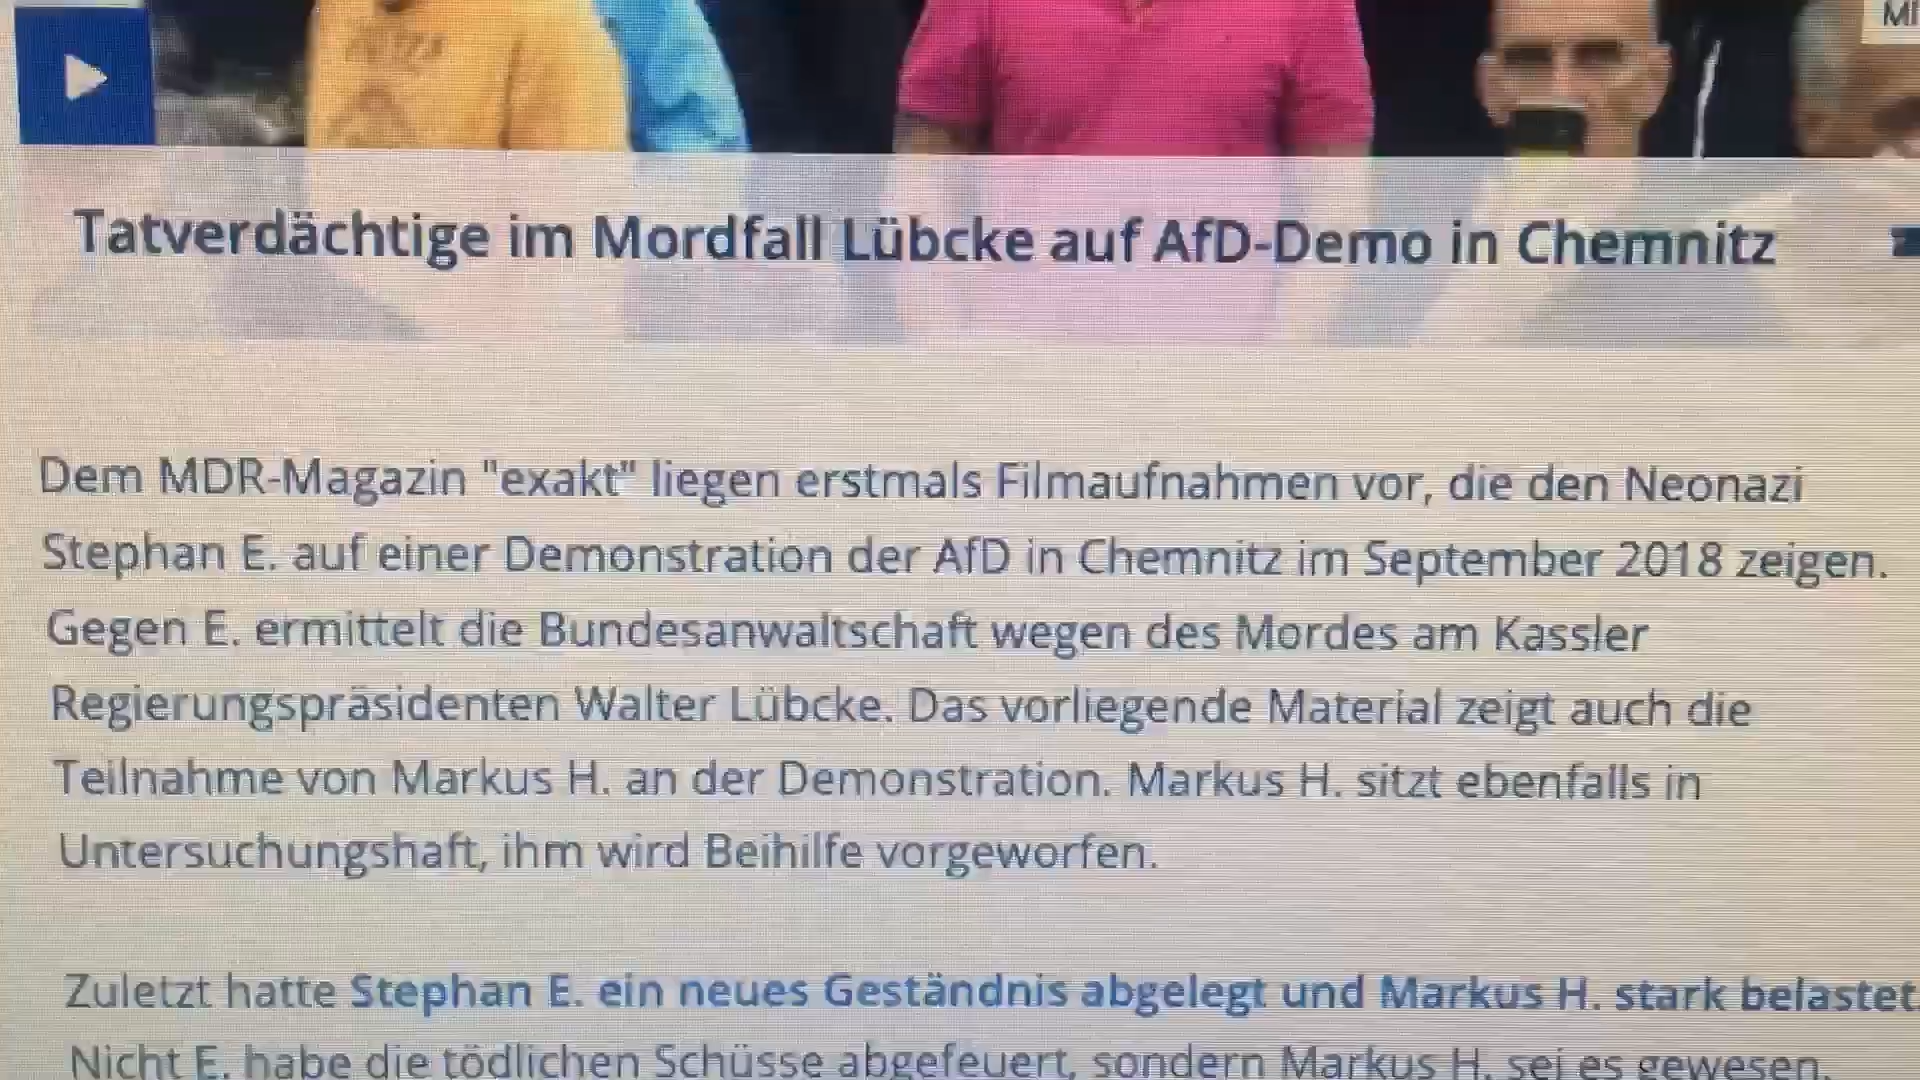 Tatverdächtige im Mordfall Lübcke auf AfD-Demo in Chemnitz
Dem MDR-Magazin "exakt" liegen erstmals Filmaufnahmen vor, die den Neonazi
Stephan E. auf einer Demonstration der AfD in Chemnitz im September 2018 zeigen.
Gegen E. ermittelt die Bundesanwaltschaft wegen des Mordes am Kassler
Regierungspräsidenten Walter Lübcke. Das vorliegende Material zeigt auch die
Teilnahme von Markus H. an der Demonstration. Markus H. sitzt ebenfalls in
Untersuchungshaft, ihm wird Beihilfe vorgeworfen.
Zuletzt hatte Stephan E. ein neues Geständnis abgelegt und Markus H. stark belastet.
Nicht E. habe die tödlichen Schüsse abgefeuert, sondern Markus H. sei es gewesen.